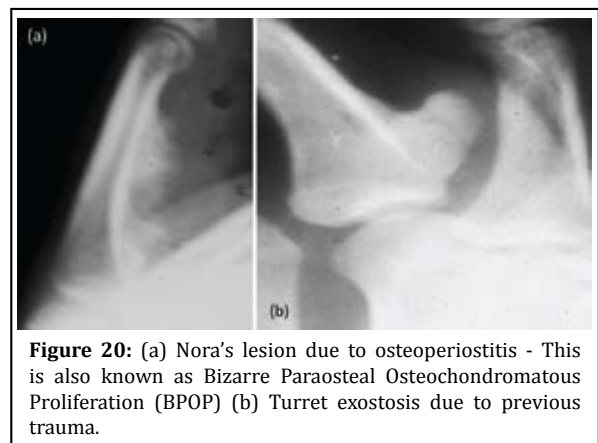 (a)
(b)
Figure 20: (a) Nora's lesion due to osteoperiostitis - This
is also known as Bizarre Paraosteal Osteochondromatous
Proliferation (BPOP) (b) Turret exostosis due to previous
trauma.